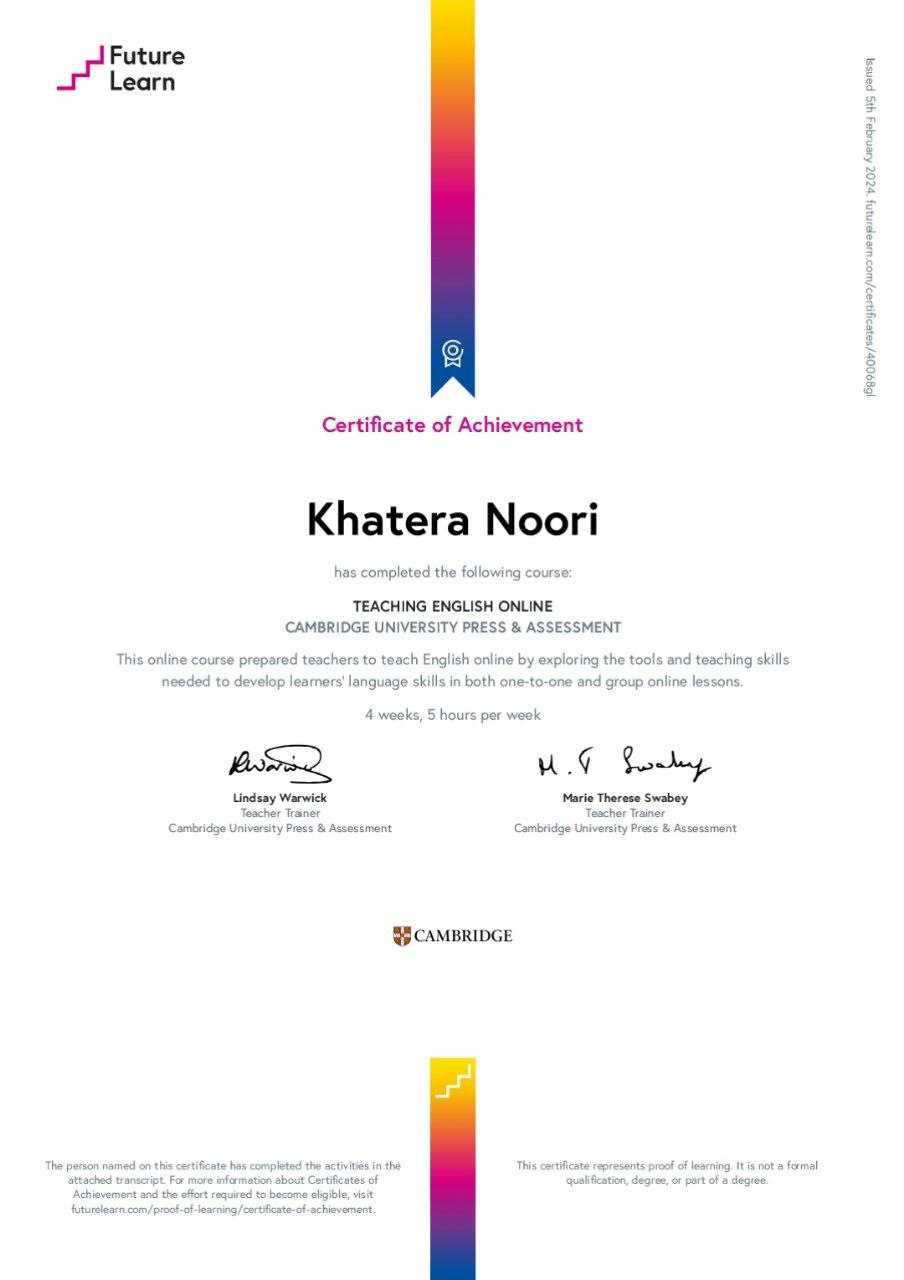 Future
Learn
Issued 5th February 2024. futurelearn.com/certificates/40068gl
Certificate of Achievement
Khatera Noori
has completed the following course:
TEACHING ENGLISH ONLINE
CAMBRIDGE UNIVERSITY PRESS & ASSESSMENT
This online course prepared teachers to teach English online by exploring the tools and teaching skills
needed to develop learners' language skills in both one-to-one and group online lessons.
4 weeks, 5 hours per week
Lindsay Warwick
Teacher Trainer
Cambridge University Press & Assessment
M. T Swabey
Marie Therese Swabey
Teacher Trainer
Cambridge University Press & Assessment
CAMBRIDGE
The person named on this certificate has completed the activities in the
attached transcript. For more information about Certificates of
Achievement and the effort required to become eligible, visit
futurelearn.com/proof-of-learning/certificate-of-achievement.
This certificate represents proof of learning. It is not a formal
qualification, degree, or part of a degree.